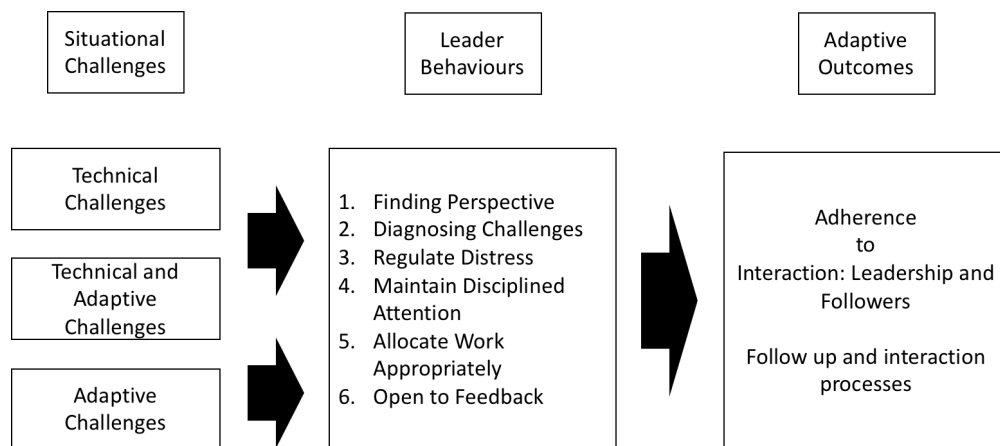 Situational
Challenges
Leader
Behaviours
Adaptive
Outcomes
Technical
Challenges
Technical and
Adaptive
Challenges
Adaptive
Challenges
1. Finding Perspective
2. Diagnosing Challenges
3. Regulate Distress
4. Maintain Disciplined
Attention
5. Allocate Work
Appropriately
6. Open to Feedback
Adherence
to
Interaction: Leadership and
Followers
Follow up and interaction
processes